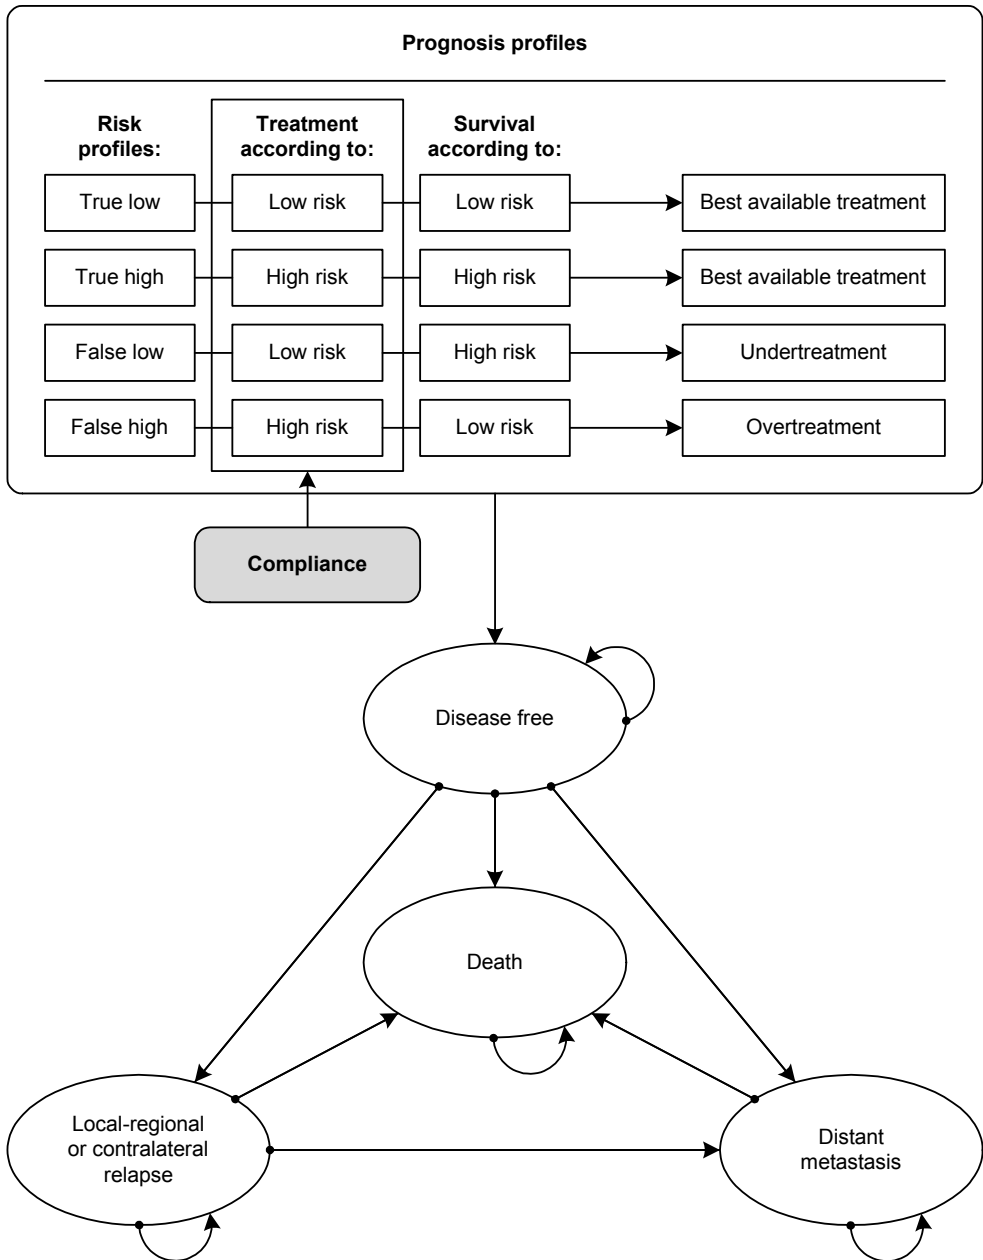 Prognosis profiles
Risk
profiles:
Treatment
according to:
Survival
according to:
True low
Low risk
Low risk
Best available treatment
True high
High risk
High risk
Best available treatment
False low
Low risk
High risk
Undertreatment
False high
High risk
Low risk
Overtreatment
Compliance
Disease free
Death
Local-regional
or contralateral
relapse
Distant
metastasis